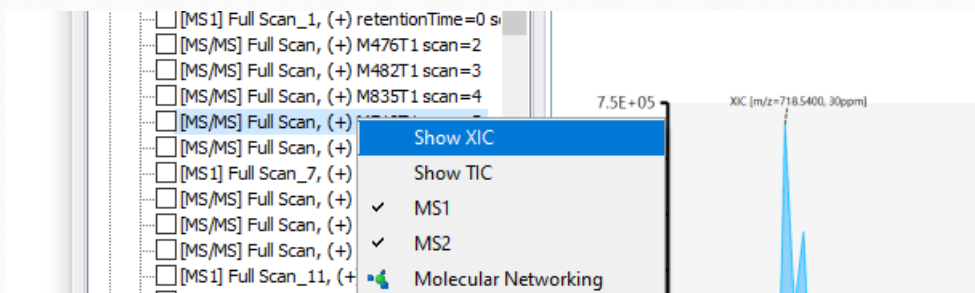 [MS1] Full Scan_1, (+) retentionTime=0
[MS/MS] Full Scan, (+) M476T1 scan=2
[MS/MS] Full Scan, (+) M482T1 scan=3
[MS/MS] Full Scan, (+) M835T1 scan=4
[MS/MS] Full Scan, (+)
[MS/MS] Full Scan, (+)
[MS1] Full Scan_7, (+)
[MS/MS] Full Scan, (+)
[MS/MS] Full Scan, (+)
[MS/MS] Full Scan, (+)
[MS1] Full Scan_11, (+)
Show XIC
Show TIC
MS1
MS2
Molecular Networking
7.5E+05
XIC [m/z=718.5400, 30ppm]